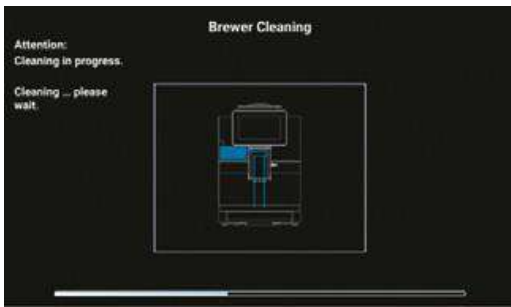 Brewer Cleaning
Attention:
Cleaning in progress.
Cleaning ... please
wait.